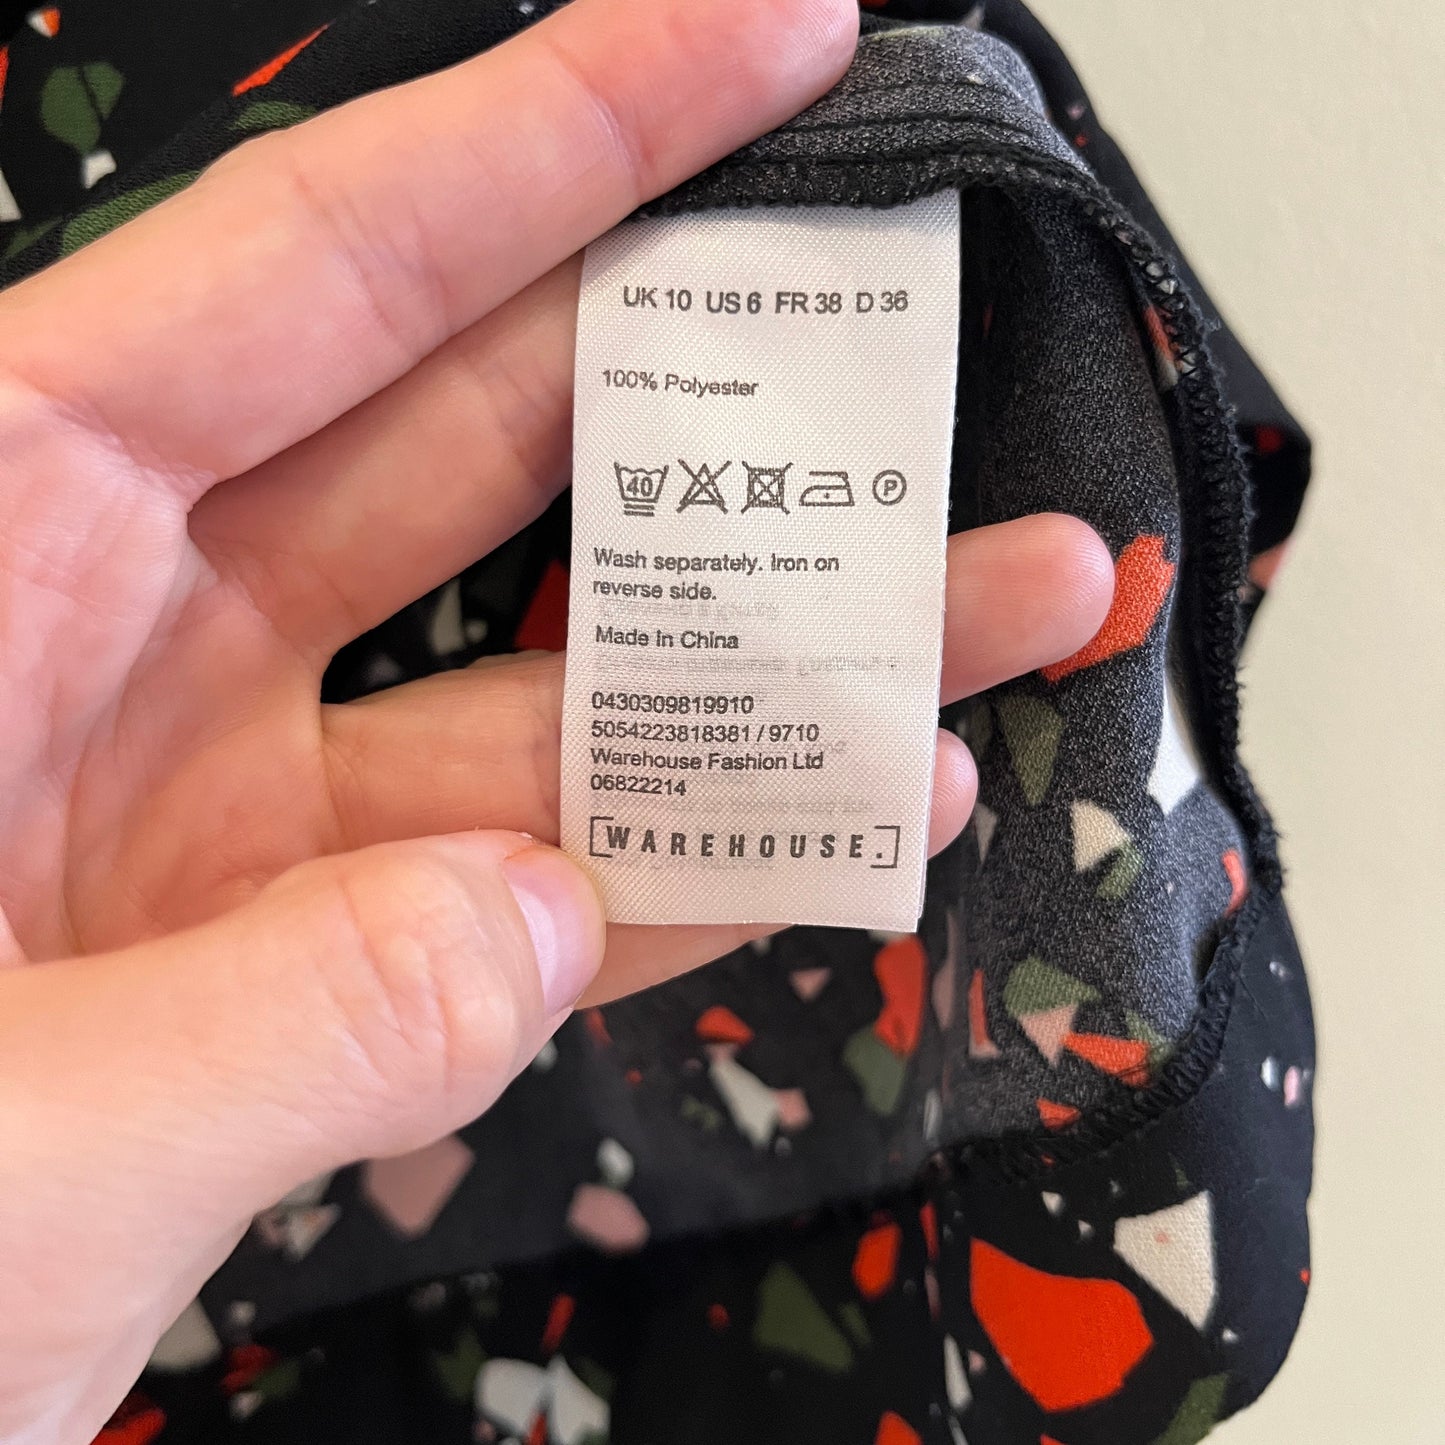 UK 10 US 6 FR 38 D 36
100% Polyester
40 P
Wash separately. Iron on
reverse side.
Made in China
0430309819910
5054223818381 / 9710
Warehouse Fashion Ltd
06822214
WAREHOUSE.